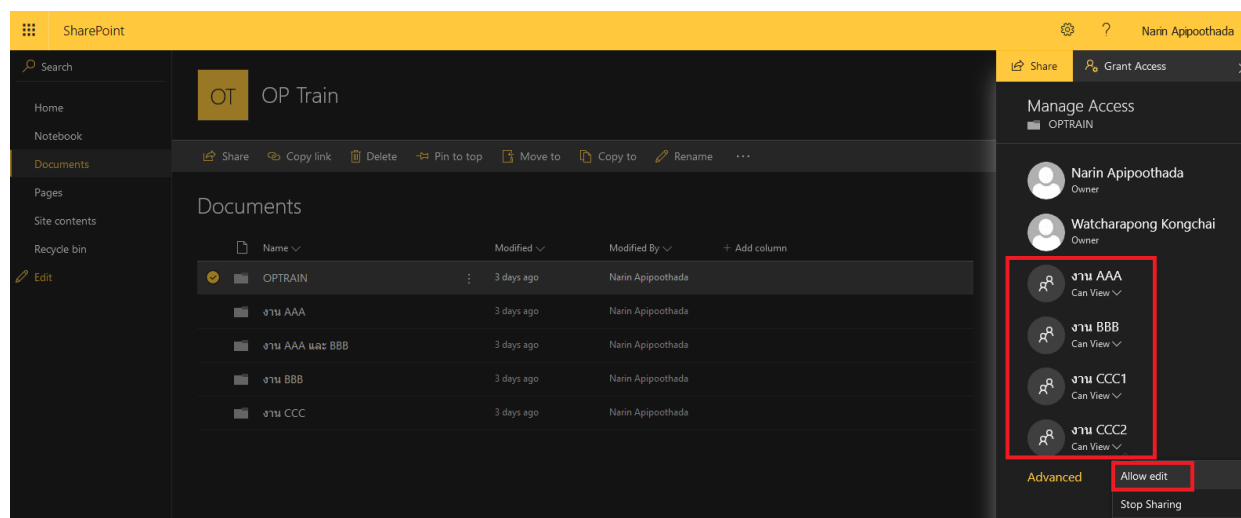 SharePoint
? Narin Apipoothada
Search
Home
Notebook
Documents
Pages
Site contents
Recycle bin
Edit
OT OP Train
Share Copy link Delete Pin to top Move to Copy to Rename ...
Documents
Name Modified Modified By + Add column
OPTRAIN 3 days ago Narin Apipoothada
งาน AAA 3 days ago Narin Apipoothada
งาน AAA และ BBB 3 days ago Narin Apipoothada
งาน BBB 3 days ago Narin Apipoothada
งาน CCC 3 days ago Narin Apipoothada
Share Grant Access
Manage Access
OPTRAIN
Narin Apipoothada
Owner
Watcharapong Kongchai
Owner
งาน AAA
Can View
งาน BBB
Can View
งาน CCC1
Can View
งาน CCC2
Can View
Advanced
Allow edit
Stop Sharing